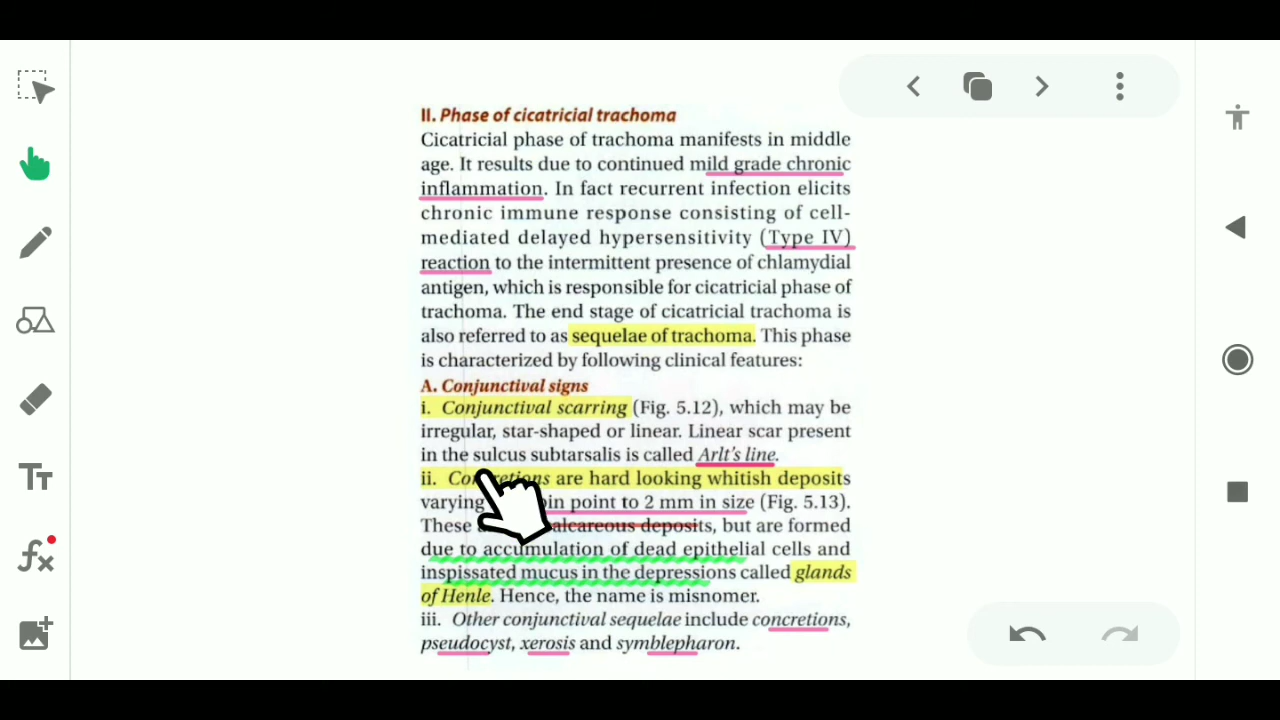 II. Phase of cicatricial trachoma
Cicatricial phase of trachoma manifests in middle
age. It results due to continued mild grade chronic
inflammation. In fact recurrent infection elicits
chronic immune response consisting of cell-
mediated delayed hypersensitivity (Type IV)
reaction to the intermittent presence of chlamydial
antigen, which is responsible for cicatricial phase of
trachoma. The end stage of cicatricial trachoma is
also referred to as sequelae of trachoma. This phase
is characterized by following clinical features:
A. Conjunctival signs
i. Conjunctival scarring (Fig. 5.12), which may be
irregular, star-shaped or linear. Linear scar present
in the sulcus subtarsalis is called Arlt's line.
ii. Concretions are hard looking whitish deposits
varying pin point to 2 mm in size (Fig. 5.13).
These calcareous deposits, but are formed
due to accumulation of dead epithelial cells and
inspissated mucus in the depressions called glands
of Henle. Hence, the name is misnomer.
iii. Other conjunctival sequelae include concretions,
pseudocyst, xerosis and symblepharon.
Tт
fx